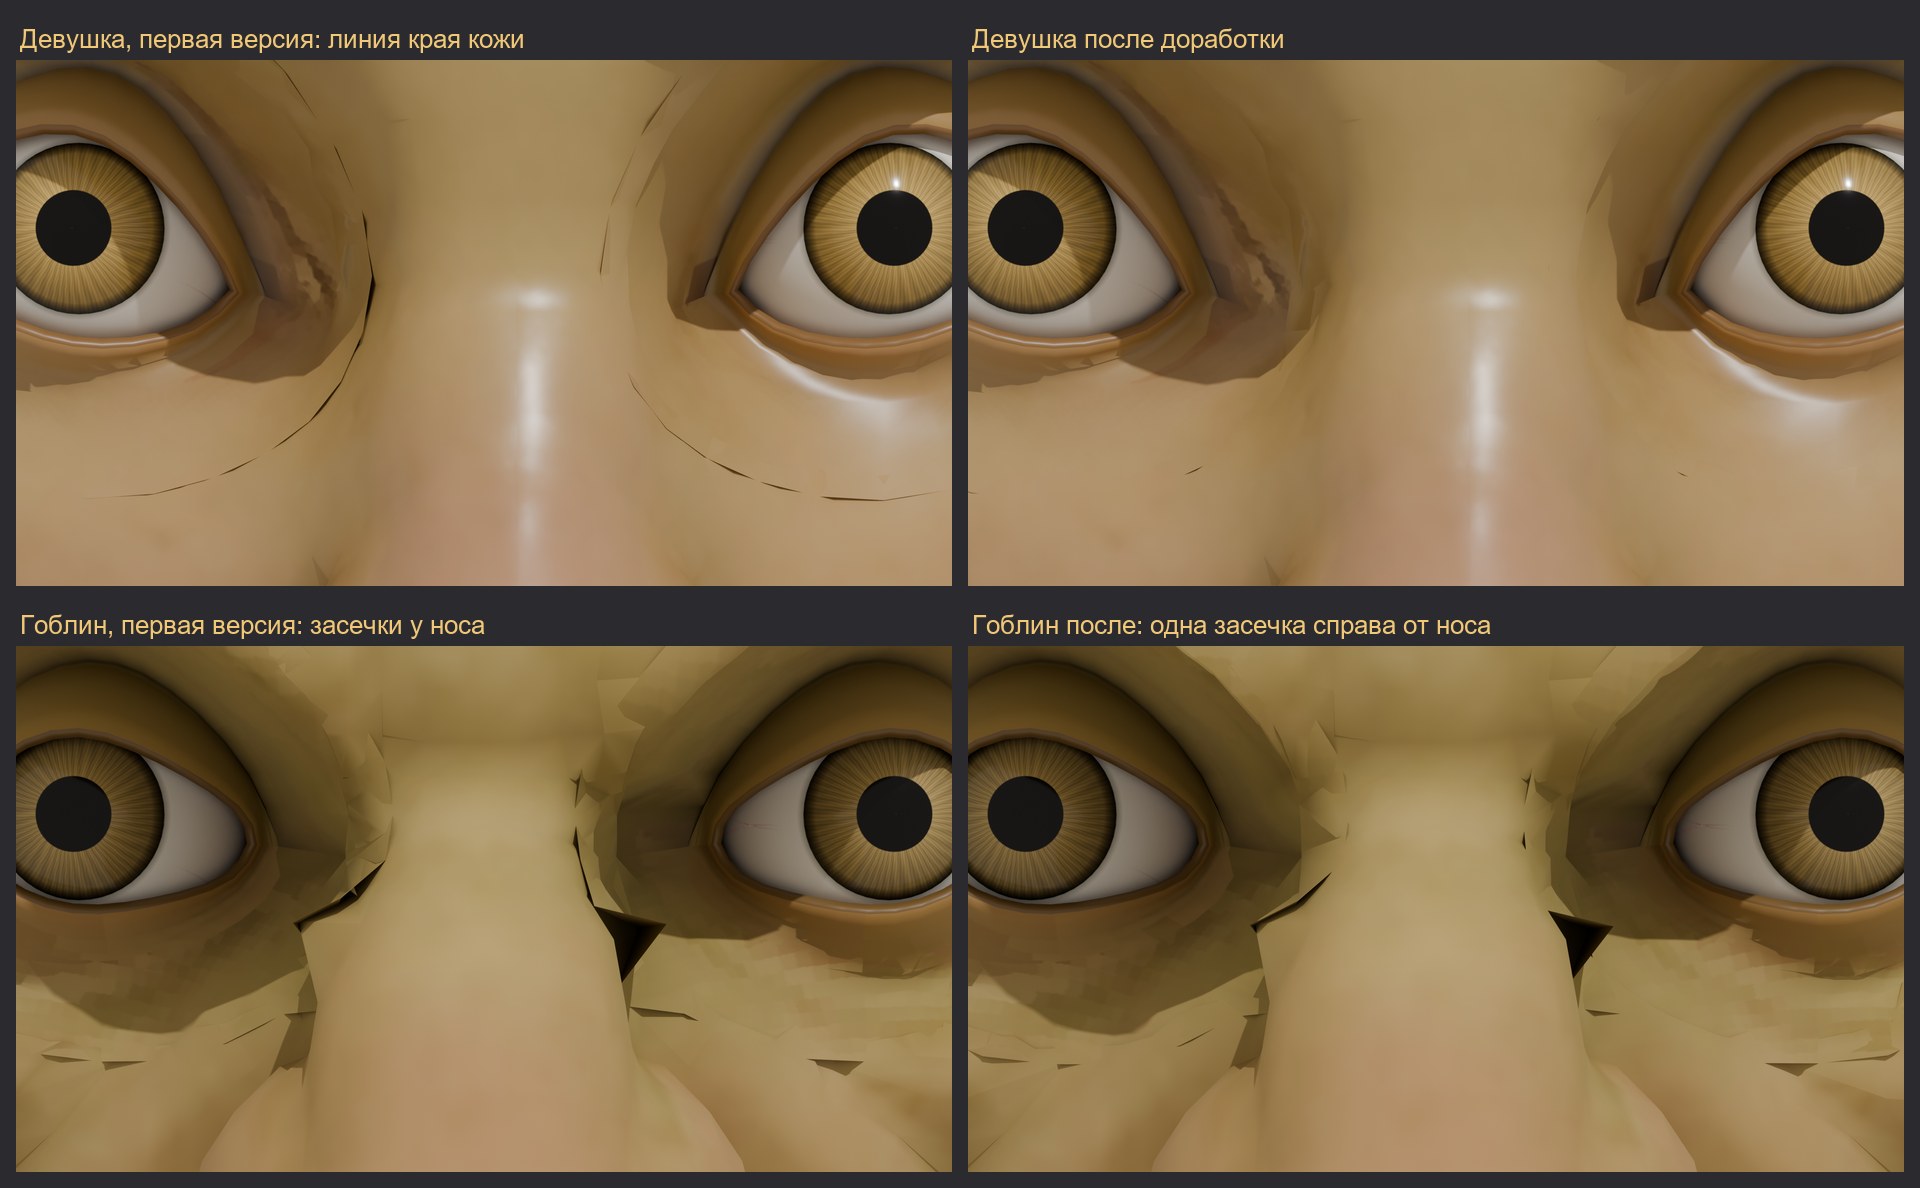 Девушка, первая версия: линия края кожи
Девушка после доработки
Гоблин, первая версия: засечки у носа
Гоблин после: одна засечка справа от носа